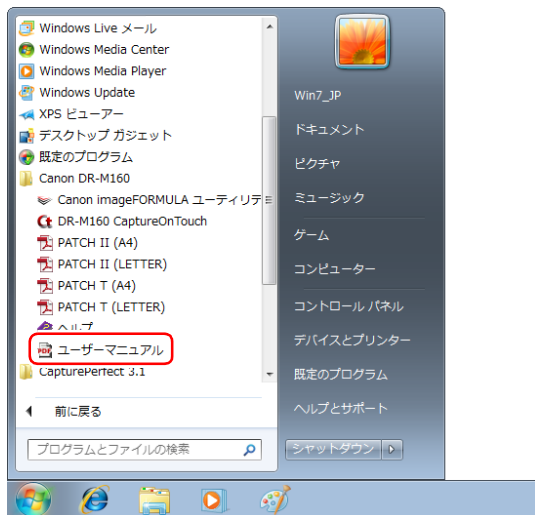 Windows Live メール
Windows Media Center
Windows Media Player
Windows Update
XPS ビューアー
デスクトップ ガジェット
既定のプログラム
Canon DR-M160
Canon imageFORMULA ユーティリテ
DR-M160 CaptureOnTouch
PATCH II (A4)
PATCH II (LETTER)
PATCH T (A4)
PATCH T (LETTER)
ヘルプ
ユーザーマニュアル
CapturePerfect 3.1
前に戻る
プログラムとファイルの検索
Win7_JP
ドキュメント
ピクチャ
ミュージック
ゲーム
コンピューター
コントロール パネル
デバイスとプリンター
既定のプログラム
ヘルプとサポート
シャットダウン